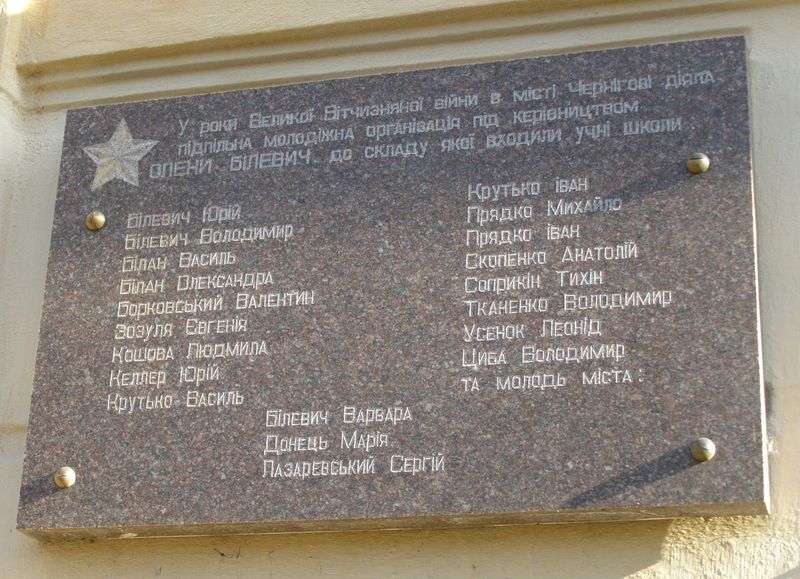 У роки Великої Вітчизняної війни в місті Чернігові діяла
підпільна молодіжна організація під керівництвом
Олени Білевич, до складу якої входили учні школи
Білевич Юрій
Білевич Володимир
Білан Василь
Білан Олександра
Борковський Валентин
Зозуля Євгенія
Кошова Людмила
Келлер Юрій
Крутько Василь
Крутько Іван
Прядко Михайло
Прядко Іван
Скопенко Анатолій
Соприкін Тихін
Тканенко Володимир
Усенок Леонід
Циба Володимир
та молодь міста:
Білевич Варвара
Донець Марія
Лазаревський Сергій